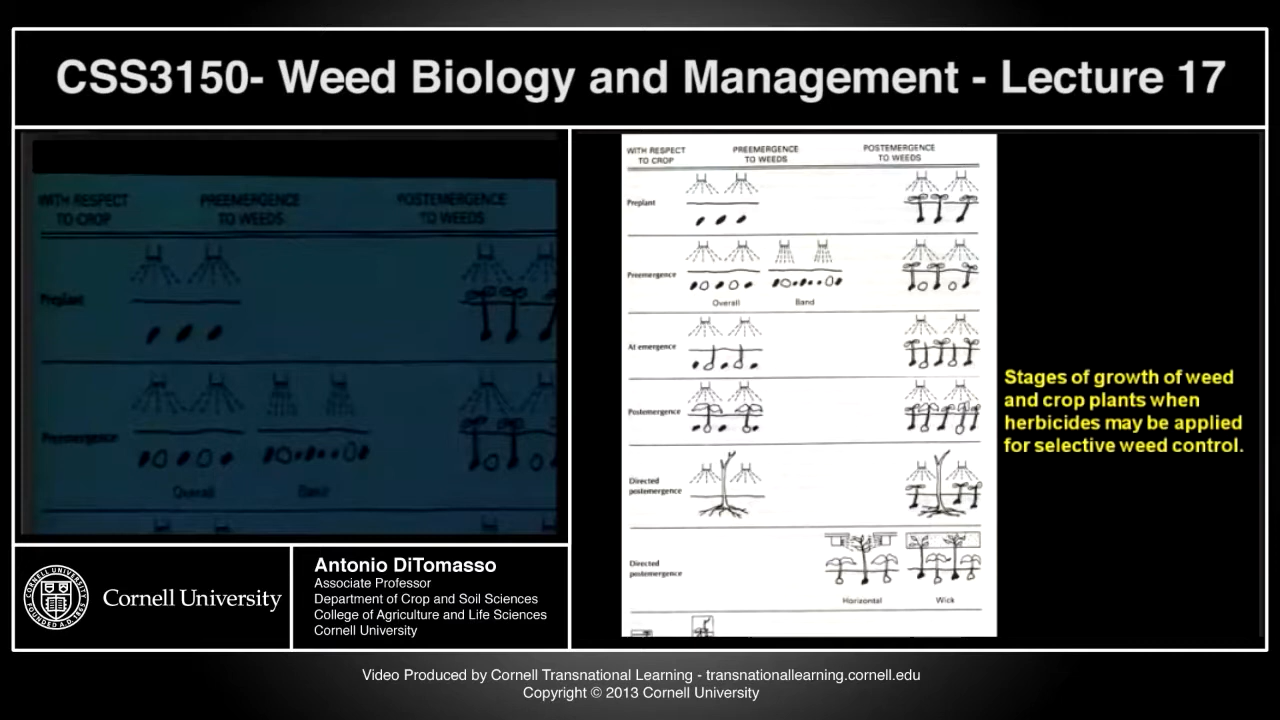 CSS3150- Weed Biology and Management - Lecture 17
WITH RESPECT PREEMERGENCE POSTEMERGENCE
TO CROP TO WEEDS TO WEEDS
Preplant
Preemergence
Overall Band
WITH RESPECT PREEMERGENCE POSTEMERGENCE
TO CROP TO WEEDS TO WEEDS
Preplant
Preemergence
Overall Band
At emergence
Postemergence
Directed
postemergence
Directed
postemergence
Horizontal Wick
Stages of growth of weed
and crop plants when
herbicides may be applied
for selective weed control.
CORNELL UNIVERSITY
FOUNDED A.D. 1865
Cornell University
Antonio DiTomasso
Associate Professor
Department of Crop and Soil Sciences
College of Agriculture and Life Sciences
Cornell University
Video Produced by Cornell Transnational Learning - transnationallearning.cornell.edu
Copyright © 2013 Cornell University